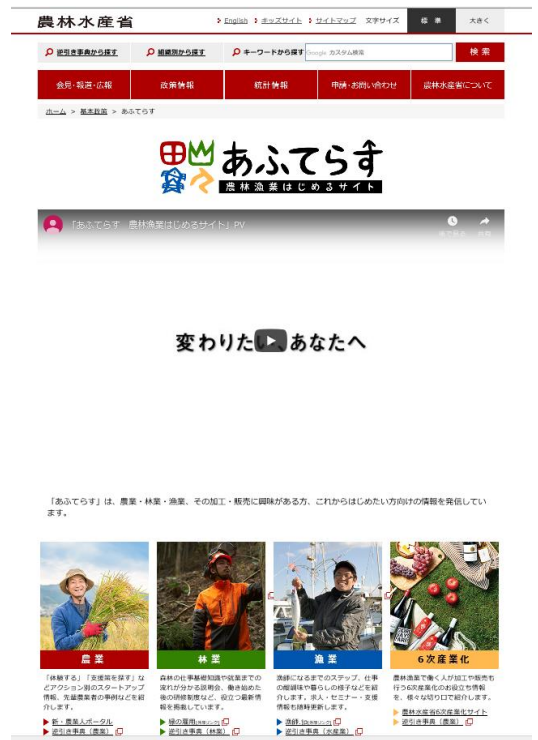 農林水産省
English キッズサイト サイトマップ 文字サイズ 標準 大きく
逆引き事典から探す 組織別から探す キーワードから探す Google カスタム検索 検索
会見・報道・広報 政策情報 統計情報 申請・お問い合わせ 農林水産省について
ホーム > 基本政策 > あふてらす
あふてらす
農林漁業はじめるサイト
「あふてらす 農林漁業はじめるサイト」PV
後で見る 共有
変わりたい、あなたへ
「あふてらす」は、農業・林業・漁業、その加工・販売に興味がある方、これからはじめたい方向けの情報を発信してい
ます。
農業
「体験する」「支援策を探す」な
どアクション別のスタートアップ
情報、先輩農業者の事例などを紹
介します。
新・農業人ポータル
逆引き事典（農業）
林業
森林の仕事基礎知識や就業までの
流れが分かる説明会、働き始めた
後の研修制度など、役立つ最新情
報を掲載しています。
緑の雇用[外部リンク]
逆引き事典（林業）
漁業
漁師になるまでのステップ、仕事
の醍醐味や暮らしの様子などを紹
介します。求人・セミナー・支援
情報も随時更新します。
漁師.jp[外部リンク]
逆引き事典（水産業）
6次産業化
農林漁業で働く人が加工や販売も
行う6次産業化のお役立ち情報
を、様々な切り口で紹介します。
農林水産省6次産業化サイト
逆引き事典（農業）